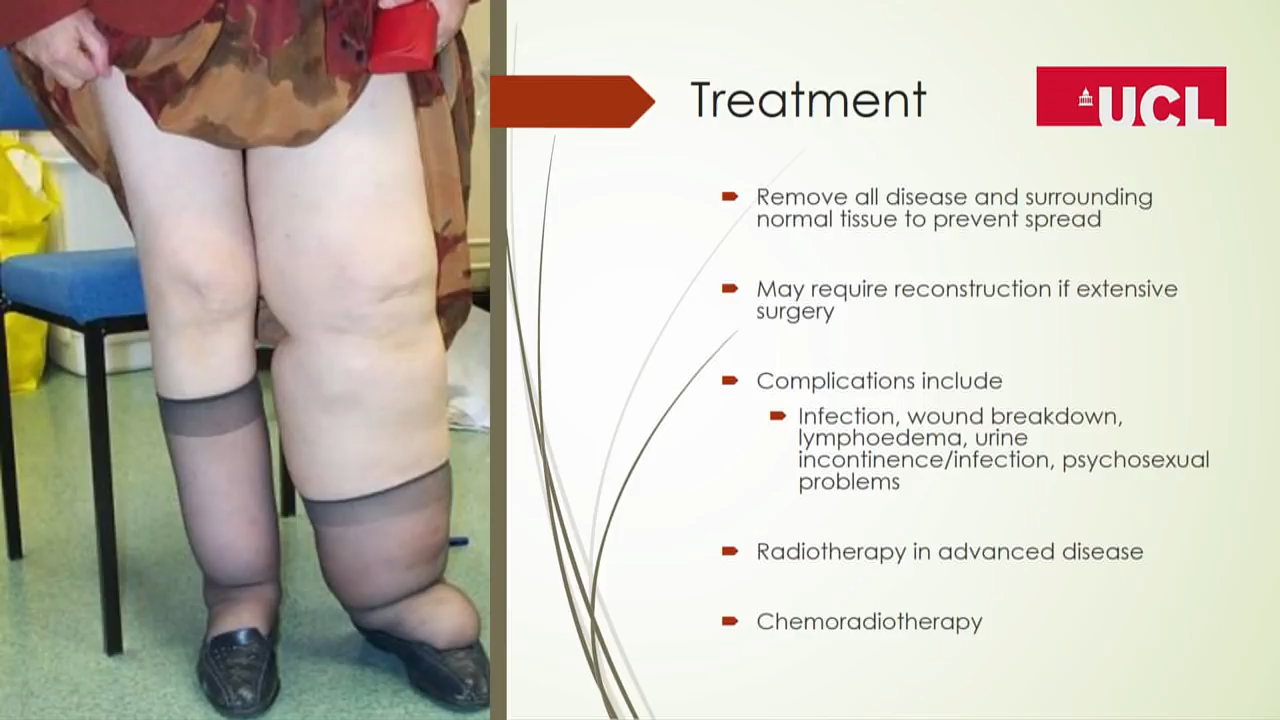 Treatment
UCL
Remove all disease and surrounding
normal tissue to prevent spread
May require reconstruction if extensive
surgery
Complications include
Infection, wound breakdown,
lymphoedema, urine
incontinence/infection, psychosexual
problems
Radiotherapy in advanced disease
Chemoradiotherapy